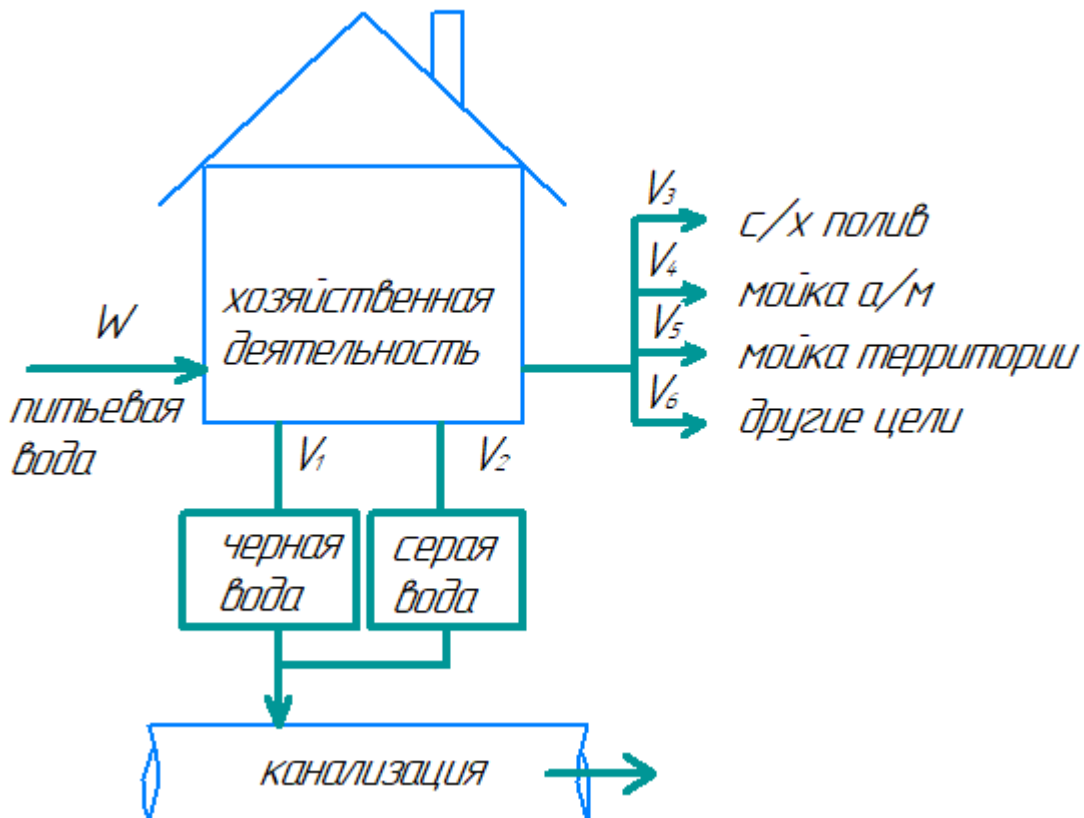 V₃
с/х полив
V₄
мойка а/м
V₅
мойка территории
V₆
другие цели
хозяйственная
деятельность
W
питьевая
вода
V₁
V₂
черная
вода
серая
вода
канализация